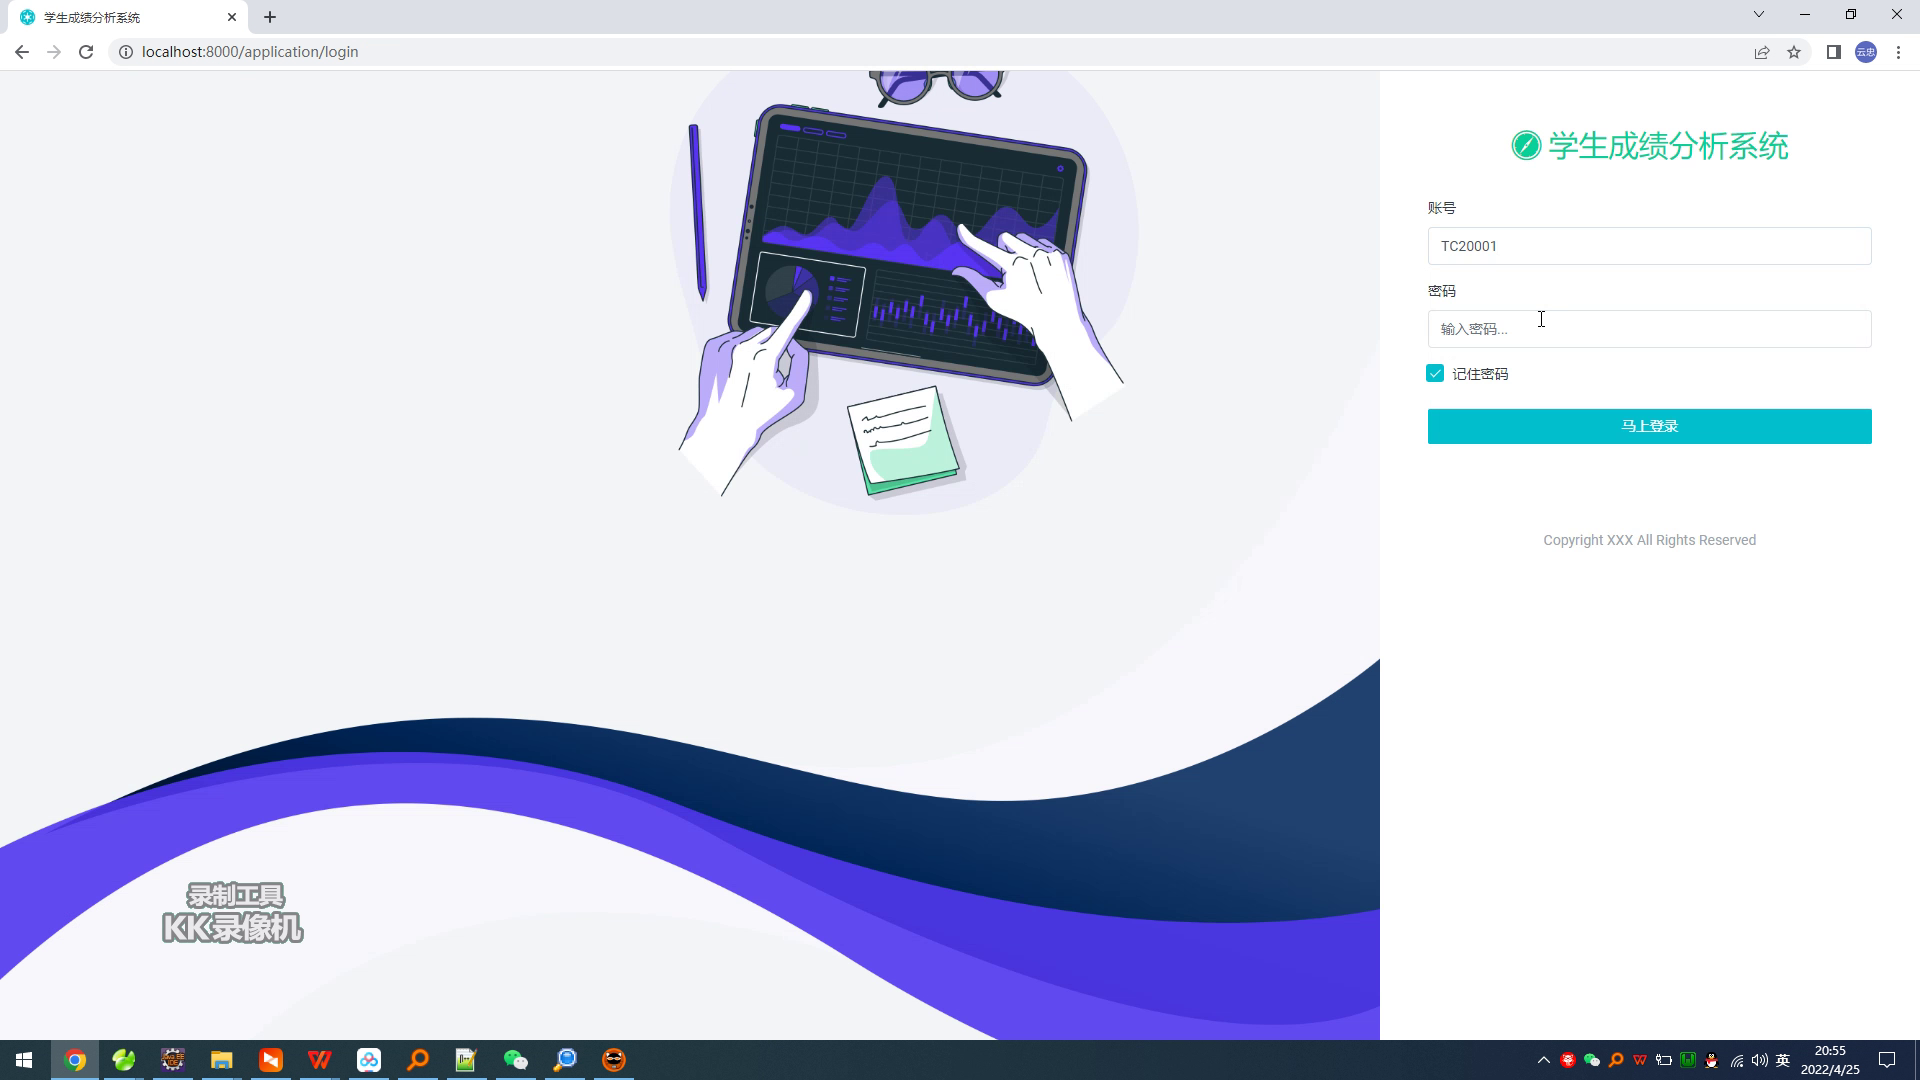 学生成绩分析系统
localhost:8000/application/login
云忠
学生成绩分析系统
账号
TC20001
密码
输入密码...
记住密码
马上登录
Copyright XXX All Rights Reserved
录制工具
KK录像机
英
20:55
2022/4/25